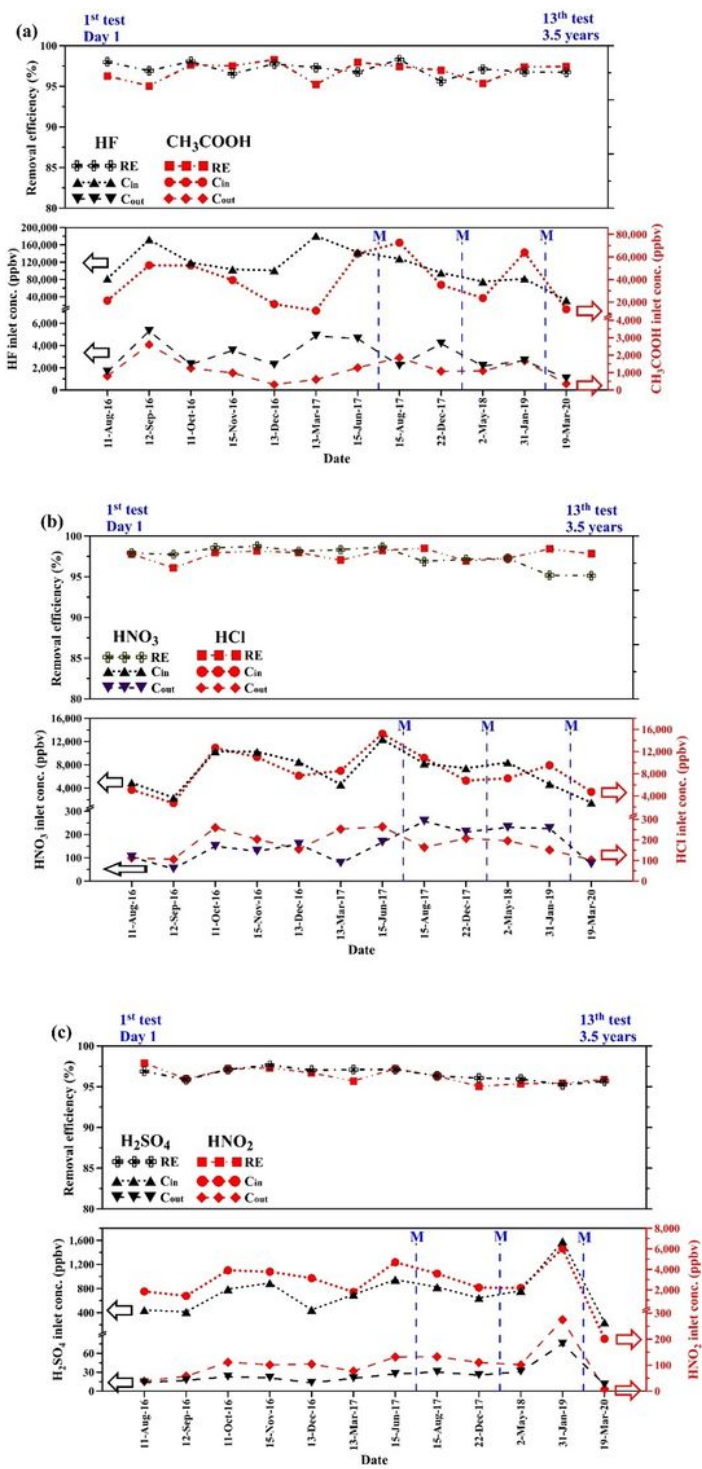 (a)
1st test
Day 1
13th test
3.5 years
Removal efficiency (%)
100
95
90
85
80
HF
CH3COOH
RE
RE
Cin
Cin
Cout
Cout
HF inlet conc. (ppbv)
200,000
160,000
120,000
80,000
40,000
6,000
4,000
2,000
0
M
M
M
80,000
60,000
40,000
20,000
4,000
3,000
2,000
1,000
0
CH3COOH inlet conc. (ppbv)
11-Aug-16
12-Sep-16
11-Oct-16
15-Nov-16
13-Dec-16
13-Mar-17
15-Jun-17
15-Aug-17
22-Dec-17
2-May-18
31-Jan-19
19-Mar-20
Date
(b)
1st test
Day 1
13th test
3.5 years
Removal efficiency (%)
100
95
90
85
80
HNO3
HCl
RE
RE
Cin
Cin
Cout
Cout
HNO3 inlet conc. (ppbv)
16,000
12,000
8,000
4,000
300
200
100
0
M
M
M
16,000
12,000
8,000
4,000
300
200
100
0
HCl inlet conc. (ppbv)
11-Aug-16
12-Sep-16
11-Oct-16
15-Nov-16
13-Dec-16
13-Mar-17
15-Jun-17
15-Aug-17
22-Dec-17
2-May-18
31-Jan-19
19-Mar-20
Date
(c)
1st test
Day 1
13th test
3.5 years
Removal efficiency (%)
100
95
90
85
80
H2SO4
HNO2
RE
RE
Cin
Cin
Cout
Cout
H2SO4 inlet conc. (ppbv)
1,600
1,200
800
400
60
30
0
M
M
M
8,000
6,000
4,000
2,000
300
200
100
0
HNO2 inlet conc. (ppbv)
11-Aug-16
12-Sep-16
11-Oct-16
15-Nov-16
13-Dec-16
13-Mar-17
15-Jun-17
15-Aug-17
22-Dec-17
2-May-18
31-Jan-19
19-Mar-20
Date